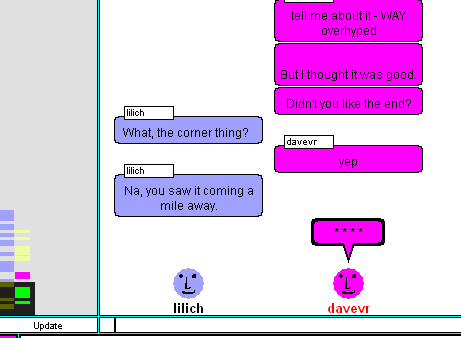 tell me about it - WAY
overhyped
But I thought it was good.
Didn't you like the end?
lilich
What, the corner thing?
davevr
yep
lilich
Na, you saw it coming a
mile away.
* * * *
lilich
davevr
Update